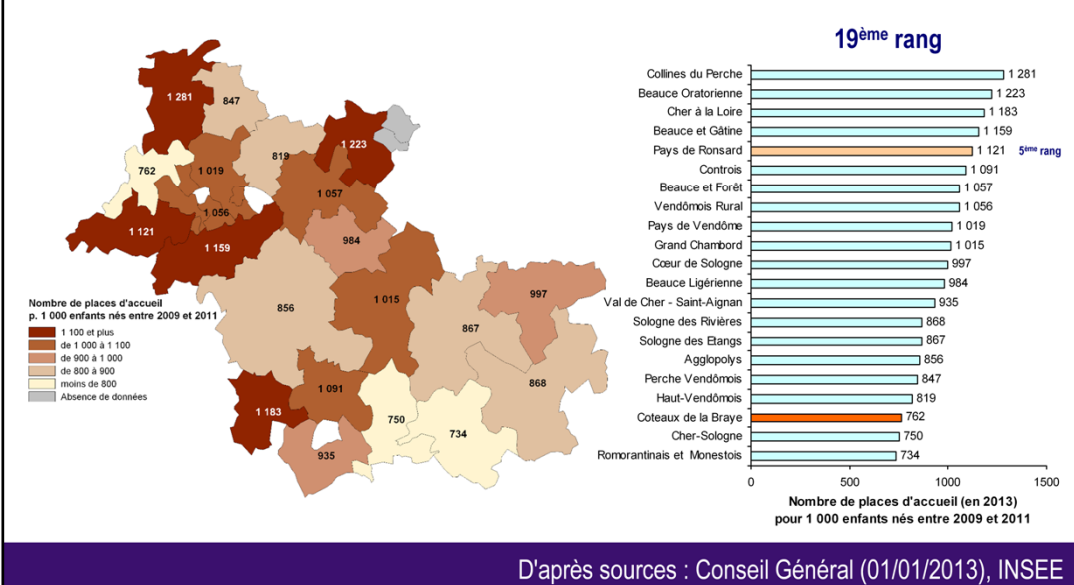 19ème rang
1 281
847
1 223
819
762
1 019
1 057
1 056
1 121
1 159
984
856
1 015
997
867
868
1 091
1 183
750
734
935
Nombre de places d'accueil
p. 1 000 enfants nés entre 2009 et 2011
1 100 et plus
de 1 000 à 1 100
de 900 à 1 000
de 800 à 900
moins de 800
Absence de données
Collines du Perche 1 281
Beauce Oratorienne 1 223
Cher à la Loire 1 183
Beauce et Gâtine 1 159
Pays de Ronsard 1 121 5ème rang
Controis 1 091
Beauce et Forêt 1 057
Vendômois Rural 1 056
Pays de Vendôme 1 019
Grand Chambord 1 015
Cœur de Sologne 997
Beauce Ligérienne 984
Val de Cher - Saint-Aignan 935
Sologne des Rivières 868
Sologne des Etangs 867
Agglopolys 856
Perche Vendômois 847
Haut-Vendômois 819
Coteaux de la Braye 762
Cher-Sologne 750
Romorantinais et Monestois 734
0 500 1000 1500
Nombre de places d'accueil (en 2013)
pour 1 000 enfants nés entre 2009 et 2011
D'après sources : Conseil Général (01/01/2013), INSEE